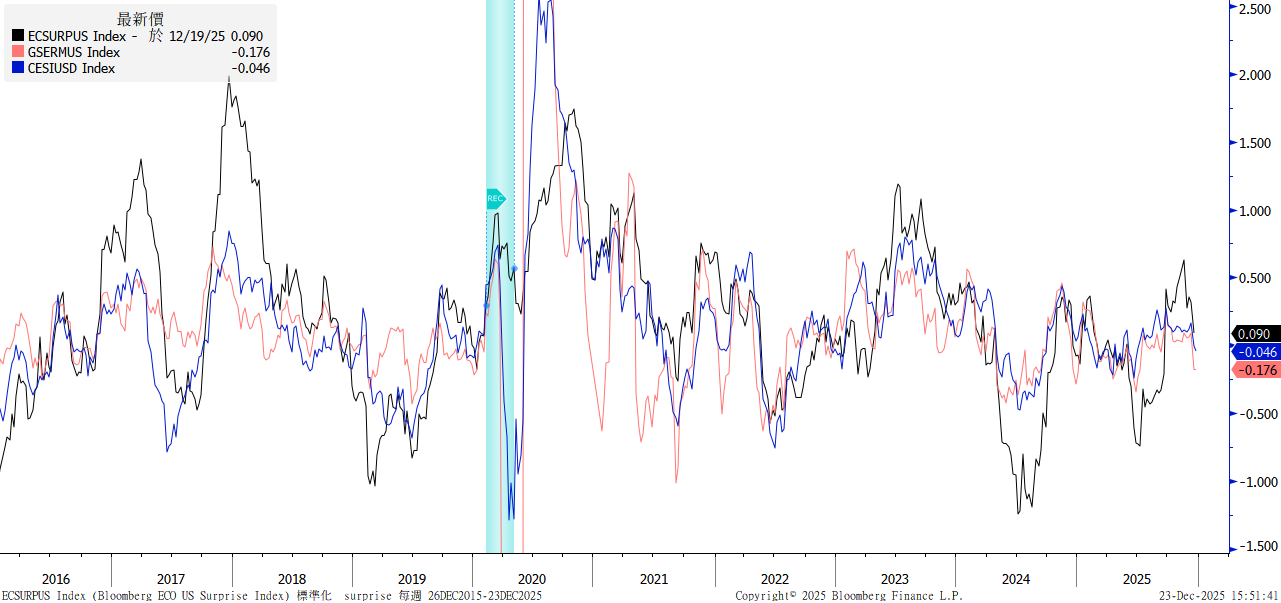 最新價
ECSURPUS Index - 於 12/19/25 0.090
GSERMUS Index -0.176
CESIUSD Index -0.046
REC
2.500
2.000
1.500
1.000
0.500
0.090
-0.046
-0.176
-0.500
-1.000
-1.500
2016 2017 2018 2019 2020 2021 2022 2023 2024 2025
ECSURPUS Index (Bloomberg ECO US Surprise Index) 標準化 surprise 每週 26DEC2015-23DEC2025 Copyright© 2025 Bloomberg Finance L.P. 23-Dec-2025 15:51:41